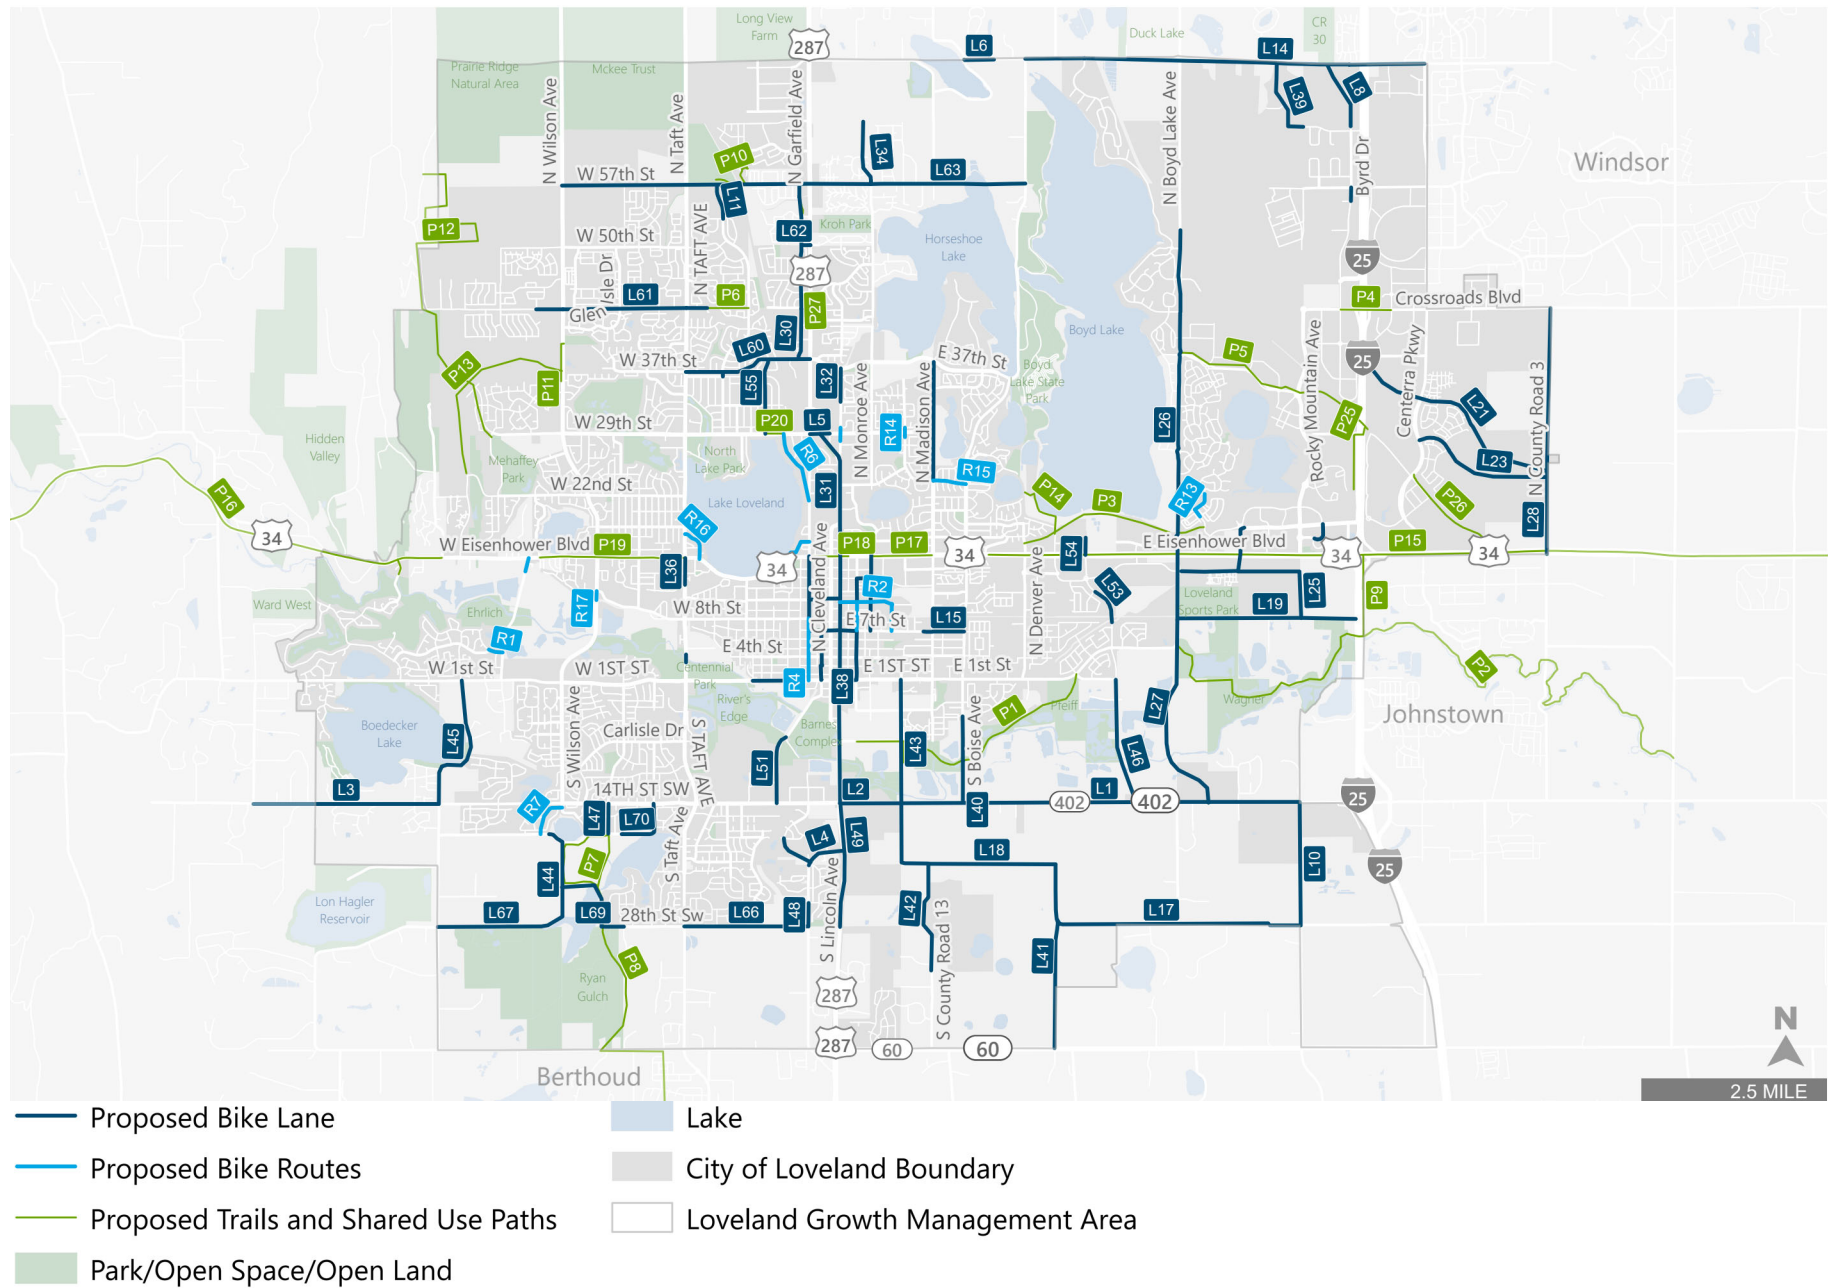 Long View
Farm
287
L6
Duck Lake
CR
30
L14
Prairie Ridge
Natural Area
Mckee Trust
N Wilson Ave
N Taft Ave
N Garfield Ave
N Boyd Lake Ave
L39
L8
Byrd Dr
Windsor
P10
L34
L63
W 57th St
L11
P12
W 50th St
L62
Kroh Park
Horseshoe
Lake
287
25
N TAFT AVE
Isle Dr
Glen
L61
P6
P27
P4
Crossroads Blvd
L30
Boyd Lake
L60
W 37th St
E 37th St
P5
Rocky Mountain Ave
25
Centerra Pkwy
P13
P11
L55
L32
N Monroe Ave
N Madison Ave
Boyd
Lake State
Park
L21
County Road 3
N
P20
L5
R14
L26
P25
W 29th St
Hidden
Valley
Mehaffey
Park
North
Lake Park
R6
R15
L23
W 22nd St
L31
Lake Loveland
P14
P3
R13
P26
L28
P16
34
R16
W Eisenhower Blvd
P19
P18
P17
34
34
E Eisenhower Blvd
34
P15
34
L36
N Cleveland Ave
L54
N Denver Ave
L53
R2
L25
P9
Ward West
Ehrlich
R17
W 8th St
Loveland
Sports Park
L19
E 7th St
L15
R1
E 4th St
W 1st St
W 1ST ST
Centennial
Park
R4
L38
E 1ST ST
E 1st St
P2
River's
Edge
P1
Pfeiff
L27
Wagner
Johnstown
Boedecker
Lake
L45
S Wilson Ave
Carlisle Dr
S TAFT AVE
Barnes
Comple
L43
S Boise Ave
L46
L51
L3
14TH ST SW
L2
L1
402
402
25
R7
L47
L70
L40
S Taft Ave
L4
L49
L18
L10
25
P7
L44
S Lincoln Ave
Lon Hagler
Reservoir
L67
L69
28th St Sw
L66
L48
L42
S County Road 13
L17
L41
P8
Ryan
Gulch
287
287
60
60
Berthoud
N
2.5 MILE
Proposed Bike Lane
Proposed Bike Routes
Proposed Trails and Shared Use Paths
Park/Open Space/Open Land
Lake
City of Loveland Boundary
Loveland Growth Management Area